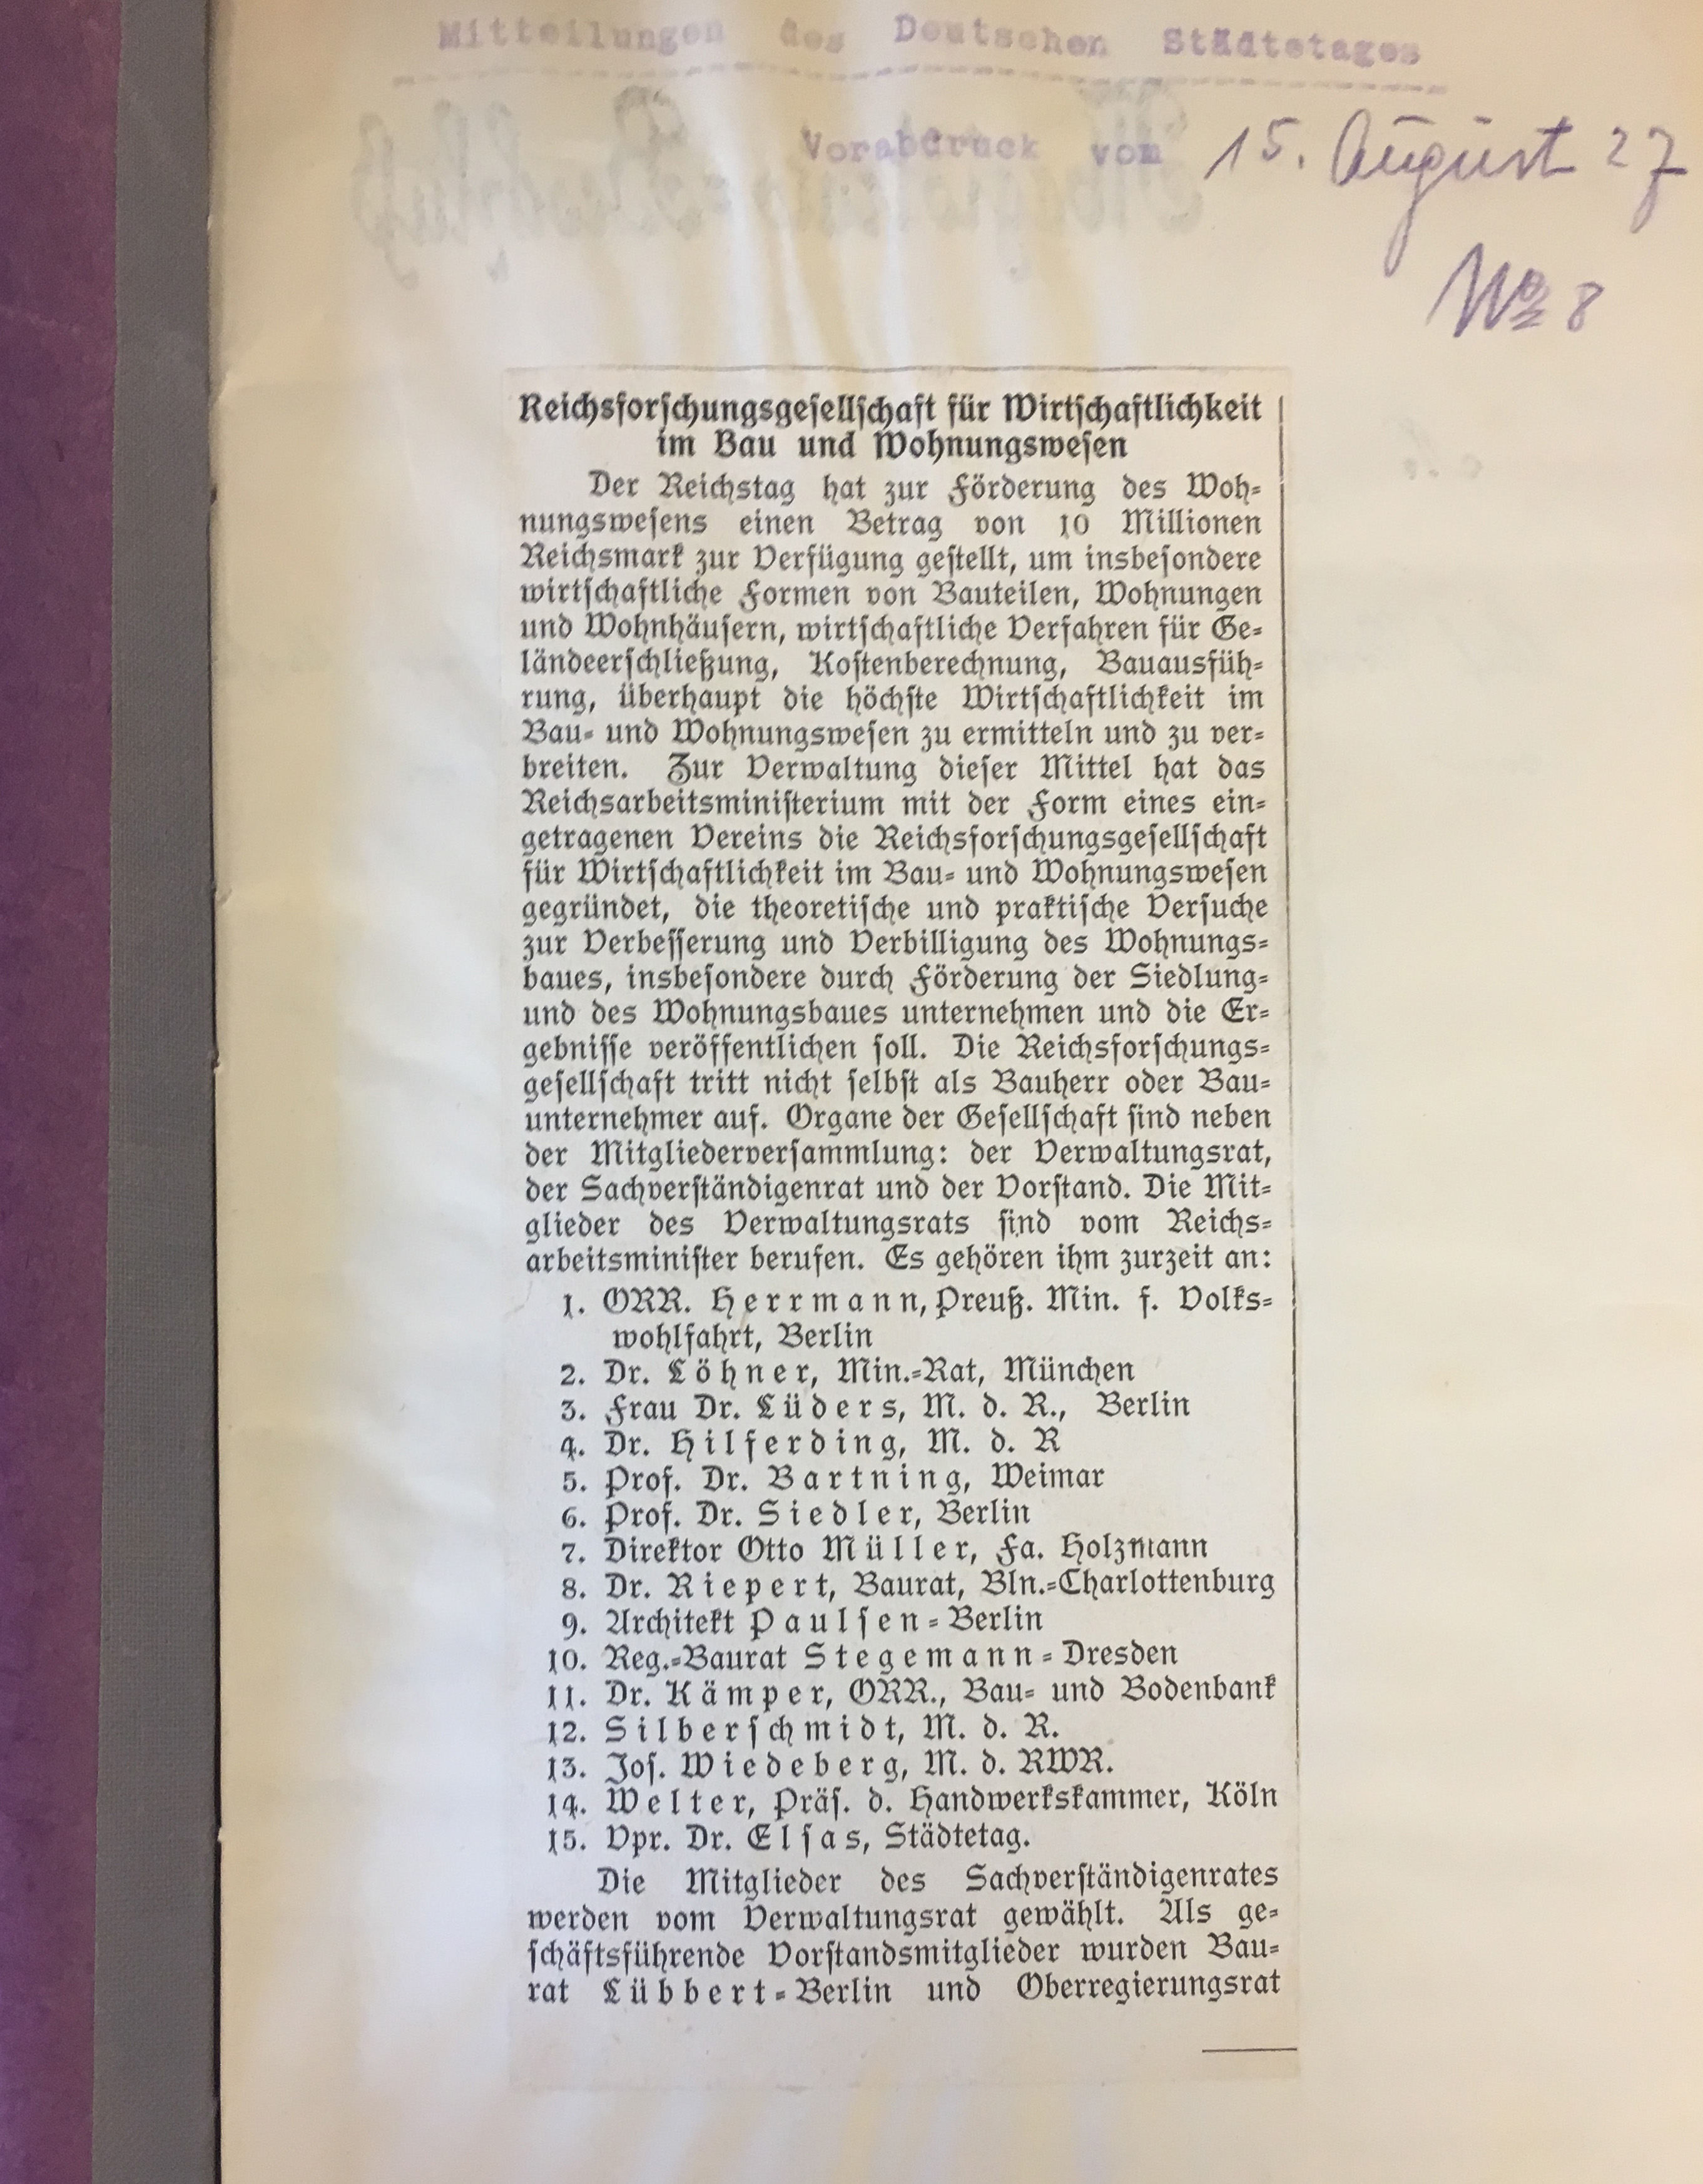 Mitteilungen des Deutschen Städtetages
Vorabdruck vom 15. August 27
No 8
Reichsforschungsgesellschaft für Wirtschaftlichkeit
im Bau und Wohnungswesen
Der Reichstag hat zur Förderung des Woh-
nungswesens einen Betrag von 10 Millionen
Reichsmark zur Verfügung gestellt, um insbesondere
wirtschaftliche Formen von Bauteilen, Wohnungen
und Wohnhäusern, wirtschaftliche Verfahren für Ge-
ländeerschließung, Kostenberechnung, Bauausfüh-
rung, überhaupt die höchste Wirtschaftlichkeit im
Bau- und Wohnungswesen zu ermitteln und zu ver-
breiten. Zur Verwaltung dieser Mittel hat das
Reichsarbeitsministerium mit der Form eines ein-
getragenen Vereins die Reichsforschungsgesellschaft
für Wirtschaftlichkeit im Bau- und Wohnungswesen
gegründet, die theoretische und praktische Versuche
zur Verbesserung und Verbilligung des Wohnungs-
baues, insbesondere durch Förderung der Siedlung-
und des Wohnungsbaues unternehmen und die Er-
gebnisse veröffentlichen soll. Die Reichsforschungs-
gesellschaft tritt nicht selbst als Bauherr oder Bau-
unternehmer auf. Organe der Gesellschaft sind neben
der Mitgliederversammlung: der Verwaltungsrat,
der Sachverständigenrat und der Vorstand. Die Mit-
glieder des Verwaltungsrats sind vom Reichs-
arbeitsminister berufen. Es gehören ihm zurzeit an:
1. ORR. Herrmann, Preuß. Min. f. Volks-
wohlfahrt, Berlin
2. Dr. Löhner, Min.-Rat, München
3. Frau Dr. Lüders, M. d. R., Berlin
4. Dr. Hilferding, M. d. R
5. Prof. Dr. Bartning, Weimar
6. Prof. Dr. Siedler, Berlin
7. Direktor Otto Müller, Fa. Holzmann
8. Dr. Riepert, Baurat, Bln.-Charlottenburg
9. Architekt Paulsen-Berlin
10. Reg.-Baurat Stegemann-Dresden
11. Dr. Kämper, ORR., Bau- und Bodenbank
12. Silberschmidt, M. d. R.
13. Jos. Wiedeberg, M. d. RWR.
14. Welter, Präs. d. Handwerkskammer, Köln
15. Vpr. Dr. Elsas, Städtetag.
Die Mitglieder des Sachverständigenrates
werden vom Verwaltungsrat gewählt. Als ge-
schäftsführende Vorstandsmitglieder wurden Bau-
rat Lübbert-Berlin und Oberregierungsrat